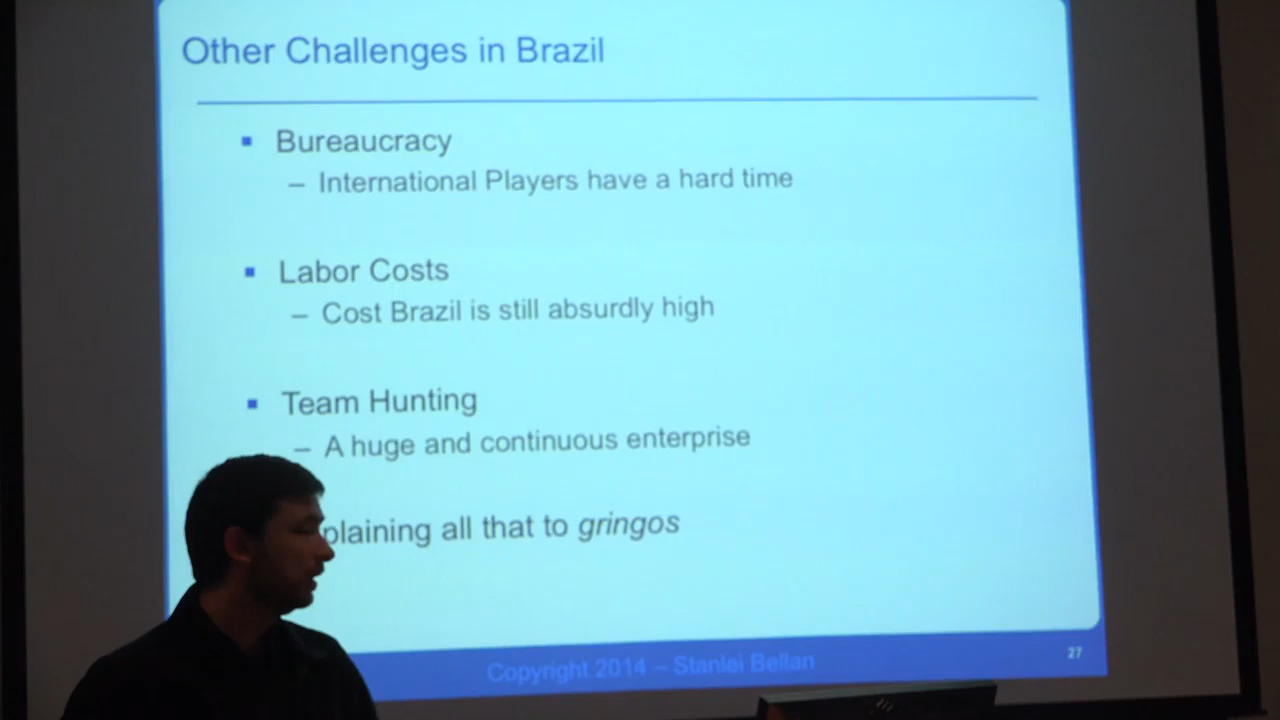 Other Challenges in Brazil
▪ Bureaucracy
– International Players have a hard time
▪ Labor Costs
– Cost Brazil is still absurdly high
▪ Team Hunting
– A huge and continuous enterprise
plaining all that to gringos
Copyright 2014 – Stanlei Bellan
27